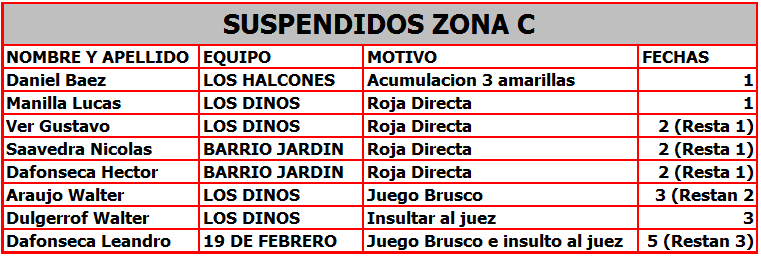 SUSPENDIDOS ZONA C
NOMBRE Y APELLIDO EQUIPO MOTIVO FECHAS
Daniel Baez LOS HALCONES Acumulacion 3 amarillas 1
Manilla Lucas LOS DINOS Roja Directa 1
Ver Gustavo LOS DINOS Roja Directa 2 (Resta 1)
Saavedra Nicolas BARRIO JARDIN Roja Directa 2 (Resta 1)
Dafonseca Hector BARRIO JARDIN Roja Directa 2 (Resta 1)
Araujo Walter LOS DINOS Juego Brusco 3 (Restan 2
Dulgerrof Walter LOS DINOS Insultar al juez 3
Dafonseca Leandro 19 DE FEBRERO Juego Brusco e insulto al juez 5 (Restan 3)